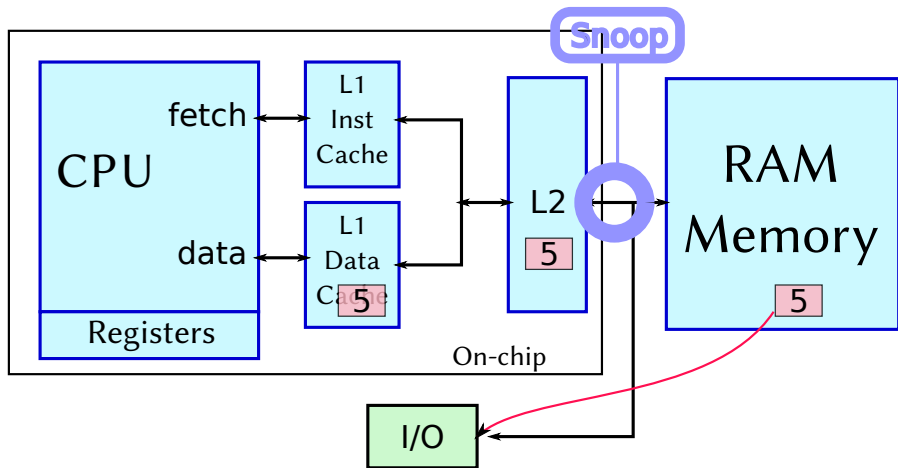 Snoop
L1
Inst
Cache
fetch
CPU
RAM
Memory
L2
L1
Data
Cache
data
5
5
5
Registers
On-chip
I/O